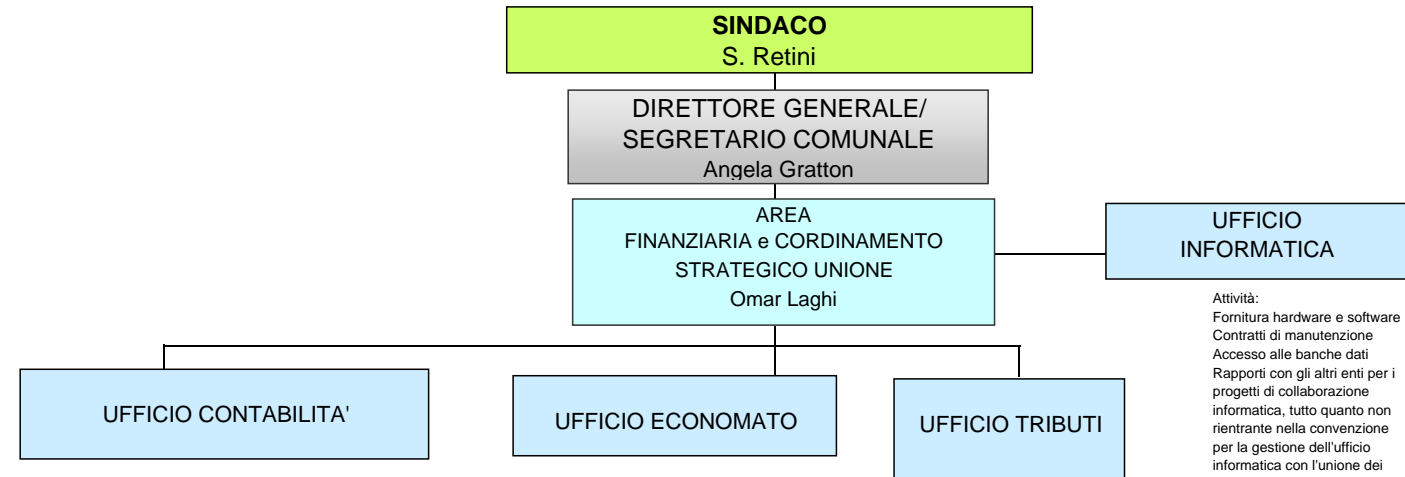 SINDACO
S. Retini
DIRETTORE GENERALE/
SEGRETARIO COMUNALE
Angela Gratton
AREA
FINANZIARIA e CORDINAMENTO
STRATEGICO UNIONE
Omar Laghi
UFFICIO
INFORMATICA
Attività:
Fornitura hardware e software
Contratti di manutenzione
Accesso alle banche dati
Rapporti con gli altri enti per i
progetti di collaborazione
informatica, tutto quanto non
rientrante nella convenzione
per la gestione dell'ufficio
informatica con l'unione dei
UFFICIO CONTABILITA'
UFFICIO ECONOMATO
UFFICIO TRIBUTI